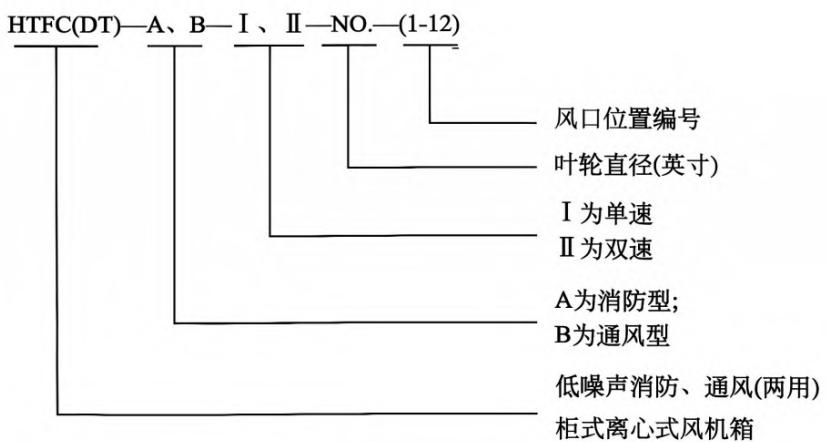 HTFC(DT)—A、B—Ⅰ、Ⅱ—NO.—(1-12)
风口位置编号
叶轮直径(英寸)
Ⅰ为单速
Ⅱ为双速
A为消防型;
B为通风型
低噪声消防、通风(两用)
柜式离心式风机箱